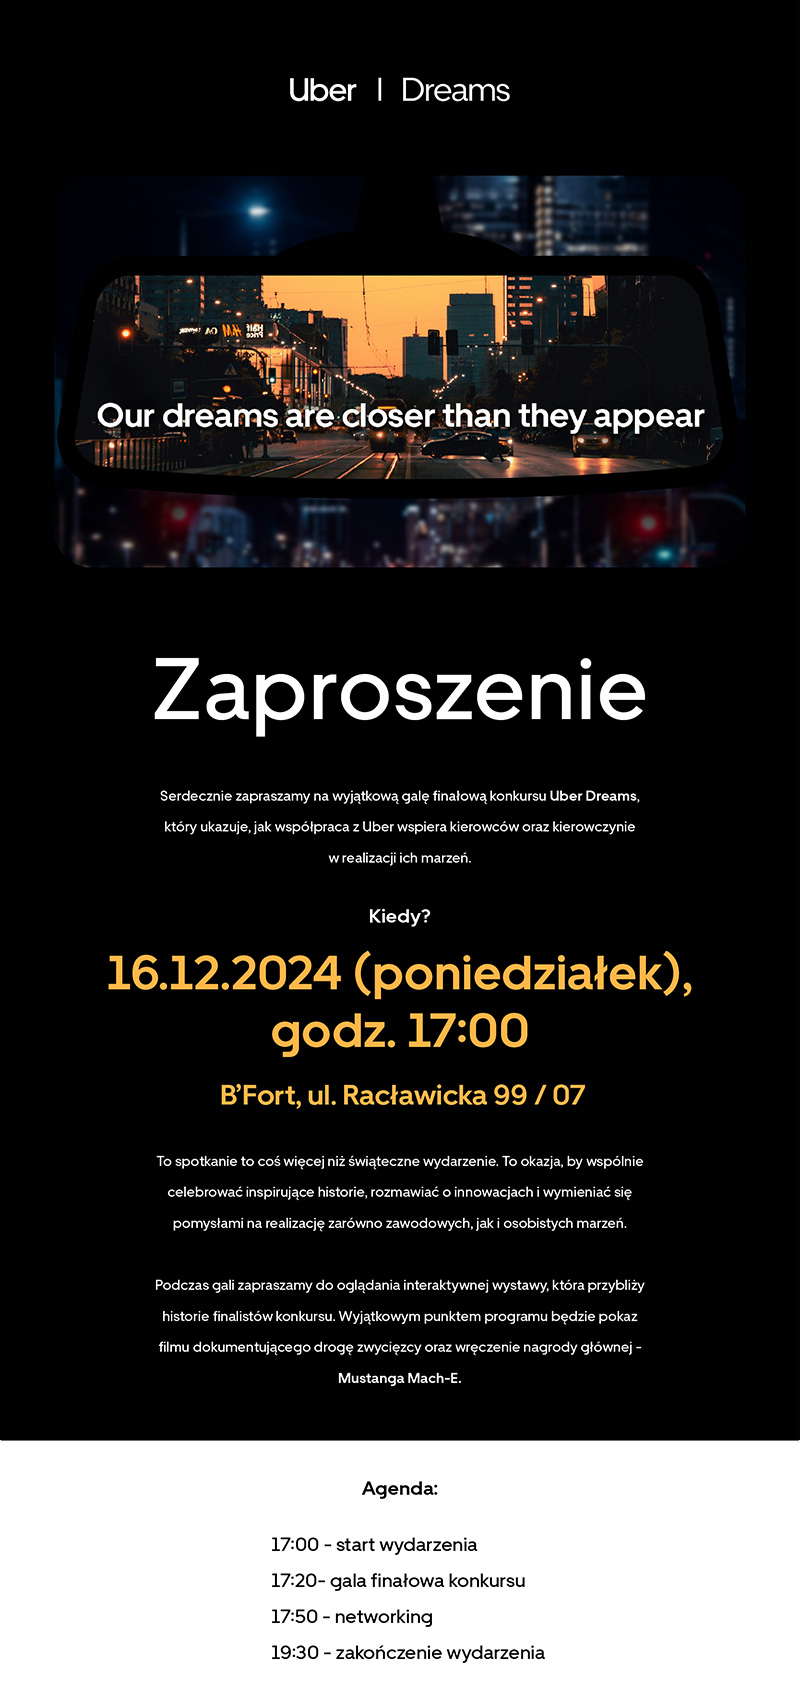 Uber | Dreams
Our dreams are closer than they appear
Zaproszenie
Serdecznie zapraszamy na wyjątkową galę finałową konkursu Uber Dreams,
który ukazuje, jak współpraca z Uber wspiera kierowców oraz kierowczynie
w realizacji ich marzeń.
Kiedy?
16.12.2024 (poniedziałek),
godz. 17:00
B'Fort, ul. Racławicka 99 / 07
To spotkanie to coś więcej niż świąteczne wydarzenie. To okazja, by wspólnie
celebrować inspirujące historie, rozmawiać o innowacjach i wymieniać się
pomysłami na realizację zarówno zawodowych, jak i osobistych marzeń.
Podczas gali zapraszamy do oglądania interaktywnej wystawy, która przybliży
historie finalistów konkursu. Wyjątkowym punktem programu będzie pokaz
filmu dokumentującego drogę zwycięzcy oraz wręczenie nagrody głównej -
Mustanga Mach-E.
Agenda:
17:00 - start wydarzenia
17:20- gala finałowa konkursu
17:50 - networking
19:30 - zakończenie wydarzenia